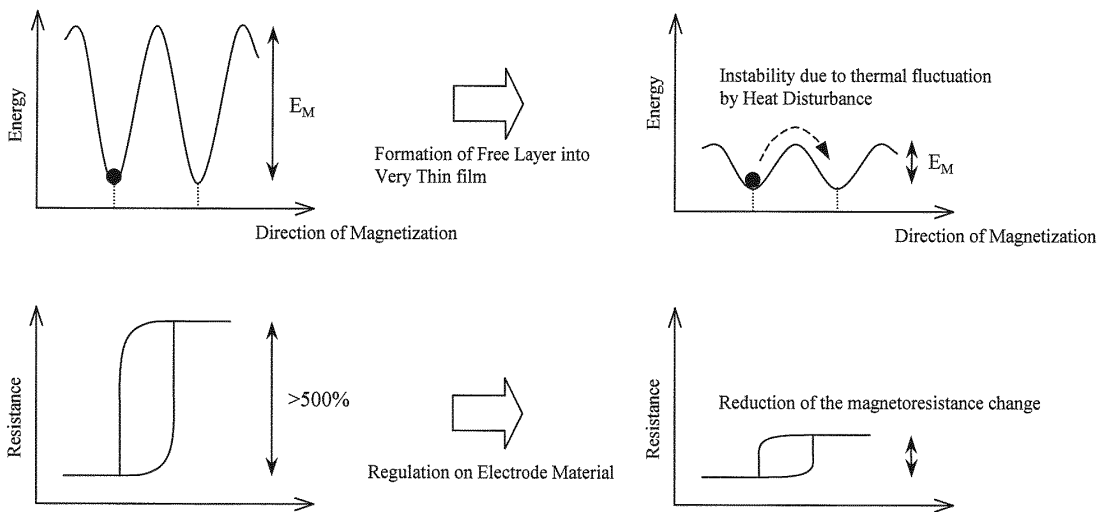 Energy
E_M
Direction of Magnetization
Formation of Free Layer into
Very Thin film
Energy
Instability due to thermal fluctuation
by Heat Disturbance
E_M
Direction of Magnetization
Resistance
>500%
Regulation on Electrode Material
Resistance
Reduction of the magnetoresistance change